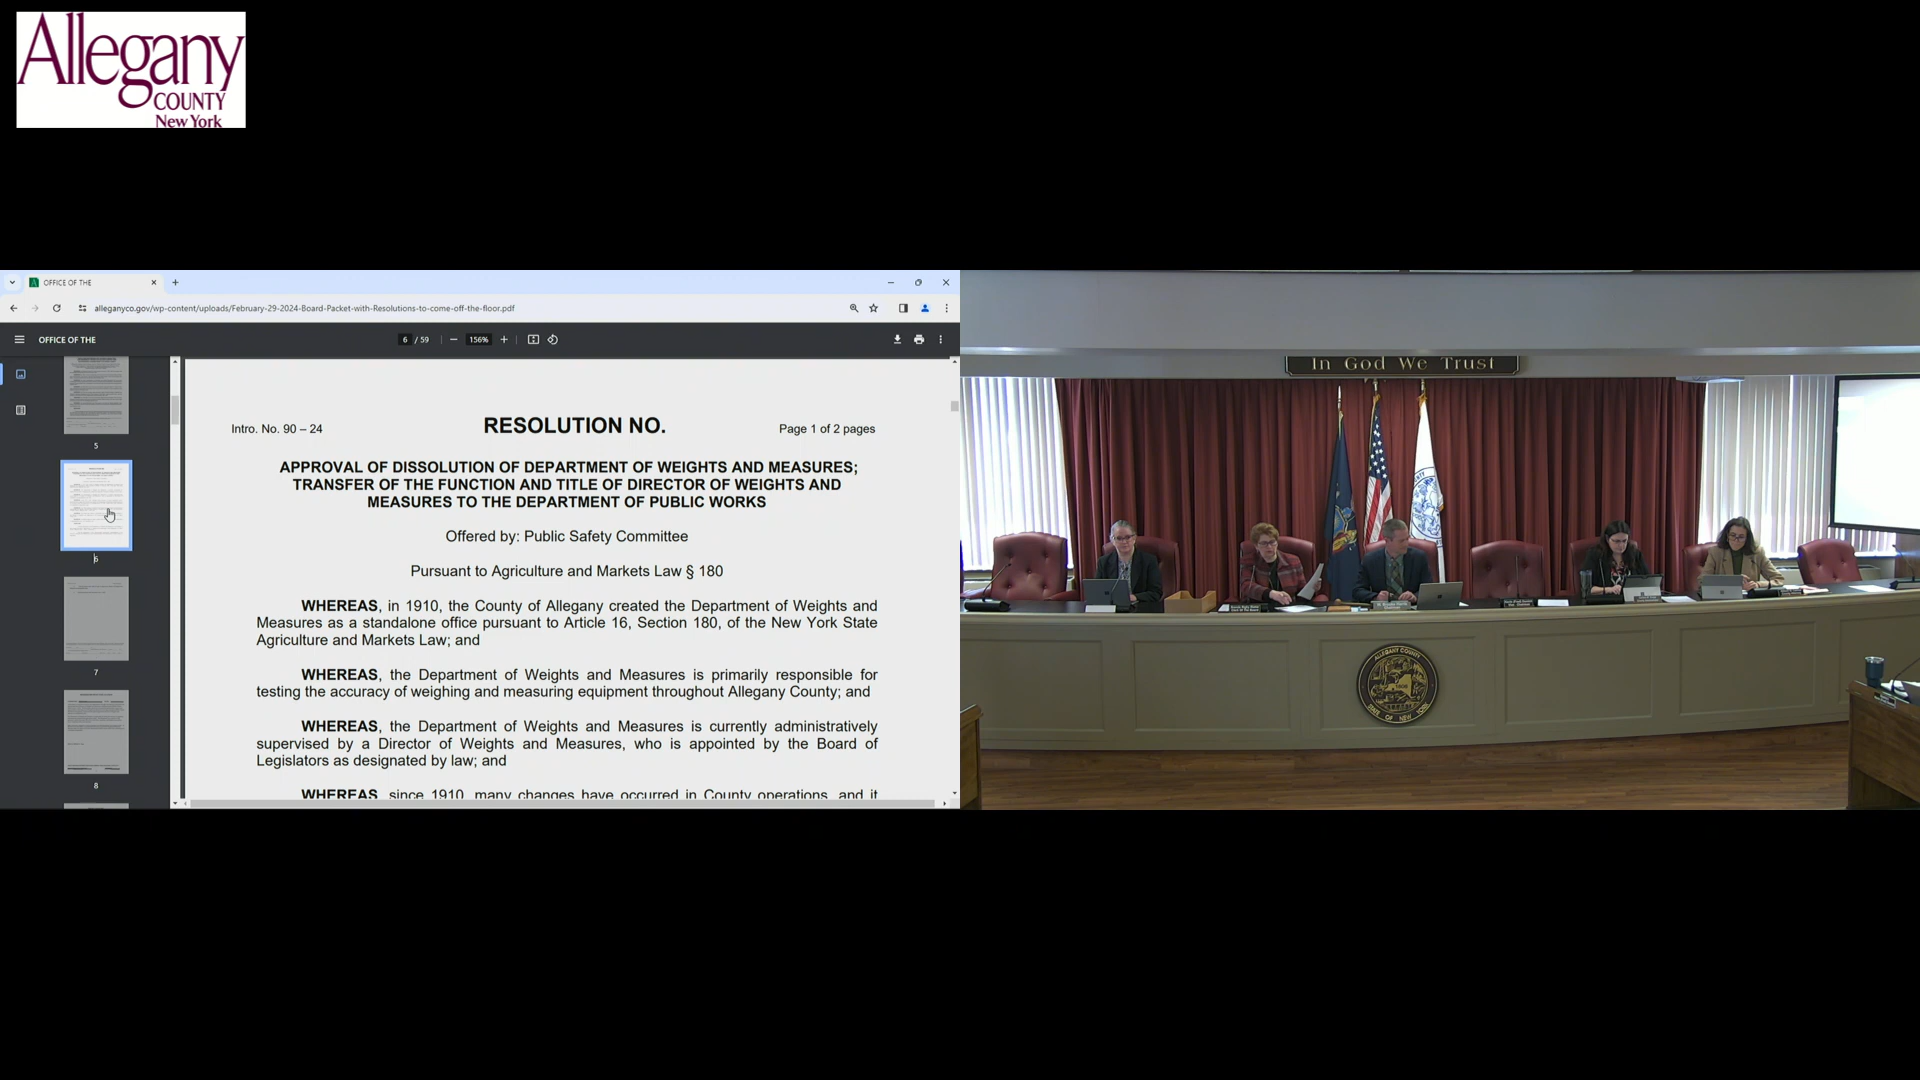 Allegany
COUNTY
New York
OFFICE OF THE
alleganyco.gov/wp-content/uploads/February-29-2024-Board-Packet-with-Resolutions-to-come-off-the-floor.pdf
OFFICE OF THE
6 / 59
156%
5
6
7
8
Intro. No. 90 – 24
RESOLUTION NO.
Page 1 of 2 pages
APPROVAL OF DISSOLUTION OF DEPARTMENT OF WEIGHTS AND MEASURES;
TRANSFER OF THE FUNCTION AND TITLE OF DIRECTOR OF WEIGHTS AND
MEASURES TO THE DEPARTMENT OF PUBLIC WORKS
Offered by: Public Safety Committee
Pursuant to Agriculture and Markets Law § 180
WHEREAS, in 1910, the County of Allegany created the Department of Weights and
Measures as a standalone office pursuant to Article 16, Section 180, of the New York State
Agriculture and Markets Law; and
WHEREAS, the Department of Weights and Measures is primarily responsible for
testing the accuracy of weighing and measuring equipment throughout Allegany County; and
WHEREAS, the Department of Weights and Measures is currently administratively
supervised by a Director of Weights and Measures, who is appointed by the Board of
Legislators as designated by law; and
WHEREAS, since 1910, many changes have occurred in County operations, and it
In God We Trust
ALLEGANY COUNTY
STATE OF NEW YORK